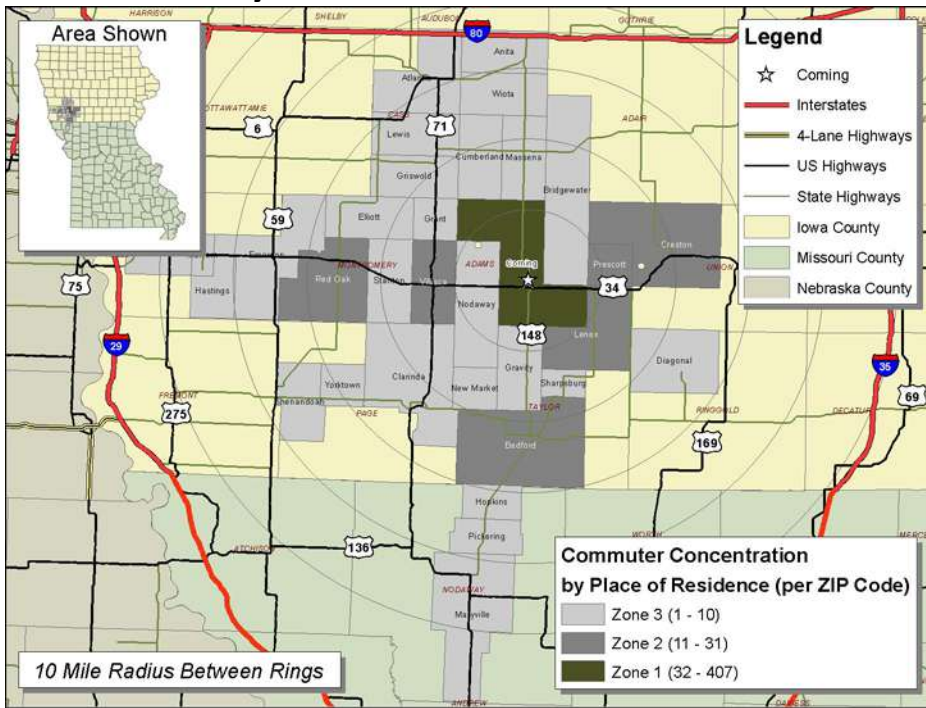 HARRISON
SHELBY
AUDUBON
GUTHRIE
Area Shown
80
Anita
Legend
Corning
Interstates
4-Lane Highways
US Highways
State Highways
Iowa County
Missouri County
Nebraska County
Wiota
OTTAWATTAMIE
6
CASS
71
ADAIR
Lewis
Cumberland
Massena
Griswold
Bridgewater
59
Elliott
Grant
Creston
Corning
75
Red Oak
MONTGOMERY
Stanton
ADAMS
Prescott
UNION
34
Hastings
Nodaway
148
Lenox
29
Gravity
Diagonal
35
Yorktown
Clarinda
New Market
Sharpsburg
Shenandoah
FREMONT
275
PAGE
TAYLOR
RINGGOLD
DECATUR
69
169
Bedford
Hopkins
Pickering
136
ATCHISON
WORTH
NODAWAY
Maryville
ANDREW
Commuter Concentration
by Place of Residence (per ZIP Code)
Zone 3 (1 - 10)
Zone 2 (11 - 31)
Zone 1 (32 - 407)
10 Mile Radius Between Rings